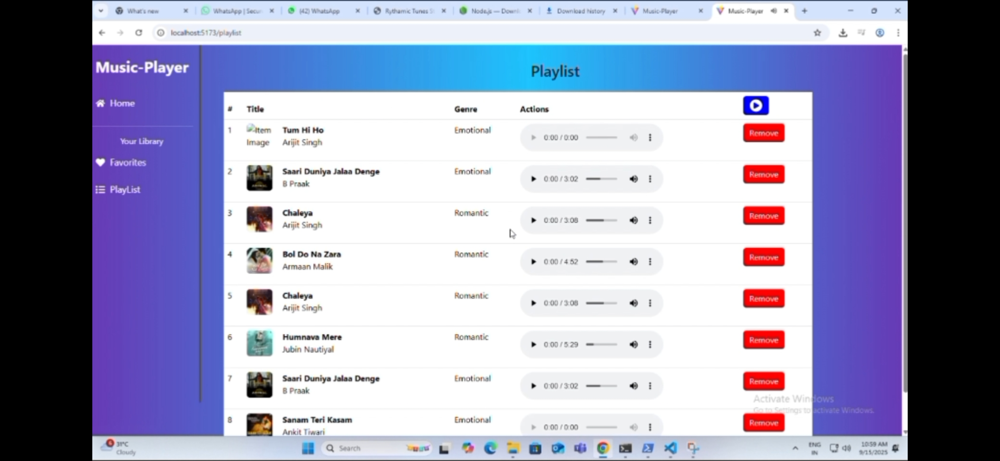 What's new
WhatsApp | Secur
(42) WhatsApp
Rythamic Tunes S
Node.js — Downl
Download history
Music-Player
Music-Player
localhost:5173/playlist
Music-Player
Home
Your Library
Favorites
PlayList
Playlist
# Title Genre Actions
1 Item Image Tum Hi Ho Emotional 0:00 / 0:00 Remove
Arijit Singh
2 Saari Duniya Jalaa Denge Emotional 0:00 / 3:02 Remove
B Praak
3 Chaleya Romantic 0:00 / 3:08 Remove
Arijit Singh
4 Bol Do Na Zara Romantic 0:00 / 4:52 Remove
Armaan Malik
5 Chaleya Romantic 0:00 / 3:08 Remove
Arijit Singh
6 Humnava Mere Romantic 0:00 / 5:29 Remove
Jubin Nautiyal
7 Saari Duniya Jalaa Denge Emotional 0:00 / 3:02 Remove
B Praak
8 Sanam Teri Kasam Emotional 0:00 / 0:00 Remove
Ankit Tiwari
Activate Windows
Go to Settings to activate Windows.
31°C
Cloudy
Search
ENG
IN
10:59 AM
9/15/2025